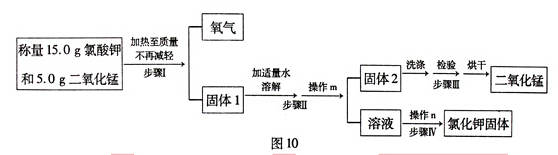 称量15.0 g氯酸钾
和5.0 g二氧化锰
加热至质量
不再减轻
步骤Ⅰ
氧气
固体1
加适量水
溶解
步骤Ⅱ
操作m
固体2
洗涤
检验
步骤Ⅲ
烘干
二氧化锰
溶液
操作n
步骤Ⅳ
氯化钾固体
图10